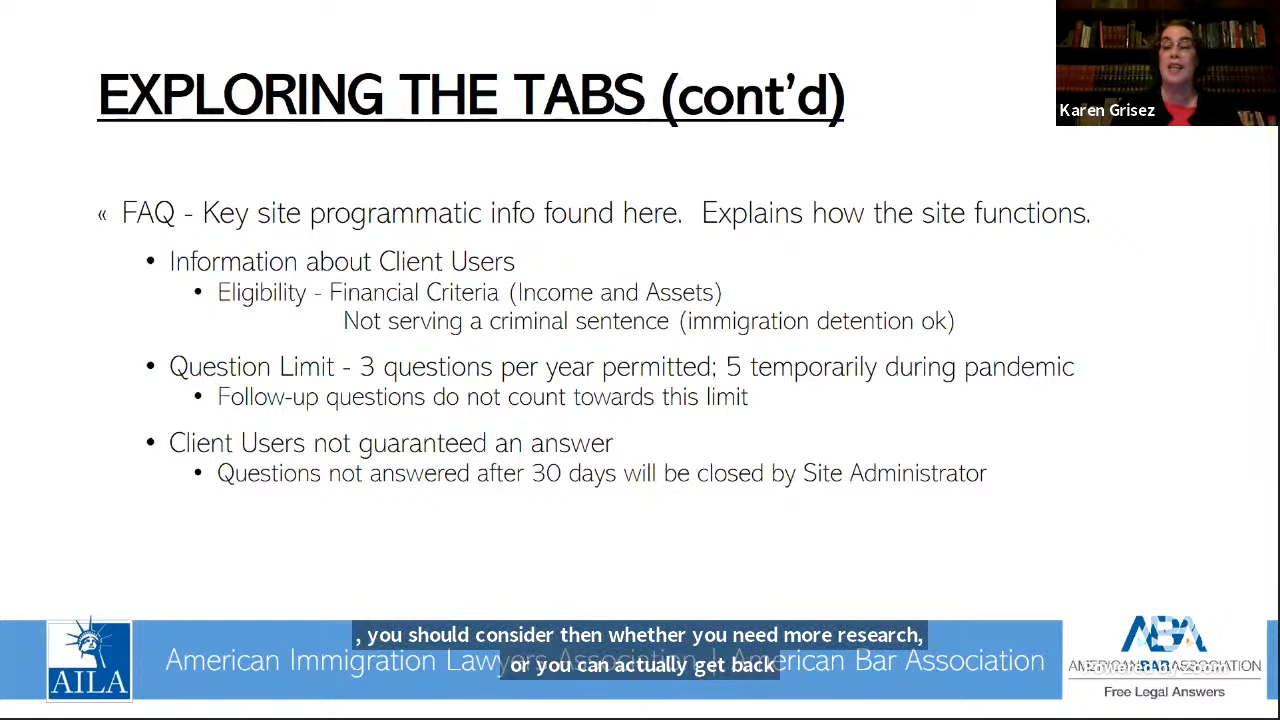 EXPLORING THE TABS (cont'd)
Karen Grisez
« FAQ - Key site programmatic info found here. Explains how the site functions.
• Information about Client Users
• Eligibility - Financial Criteria (Income and Assets)
Not serving a criminal sentence (immigration detention ok)
• Question Limit - 3 questions per year permitted; 5 temporarily during pandemic
• Follow-up questions do not count towards this limit
• Client Users not guaranteed an answer
• Questions not answered after 30 days will be closed by Site Administrator
, you should consider then whether you need more research,
or you can actually get back
American Immigration Lawyers Association | American Bar Association
AILA
ABA
AMERICAN BAR ASSOCIATION
Powered by Zoom
Free Legal Answers